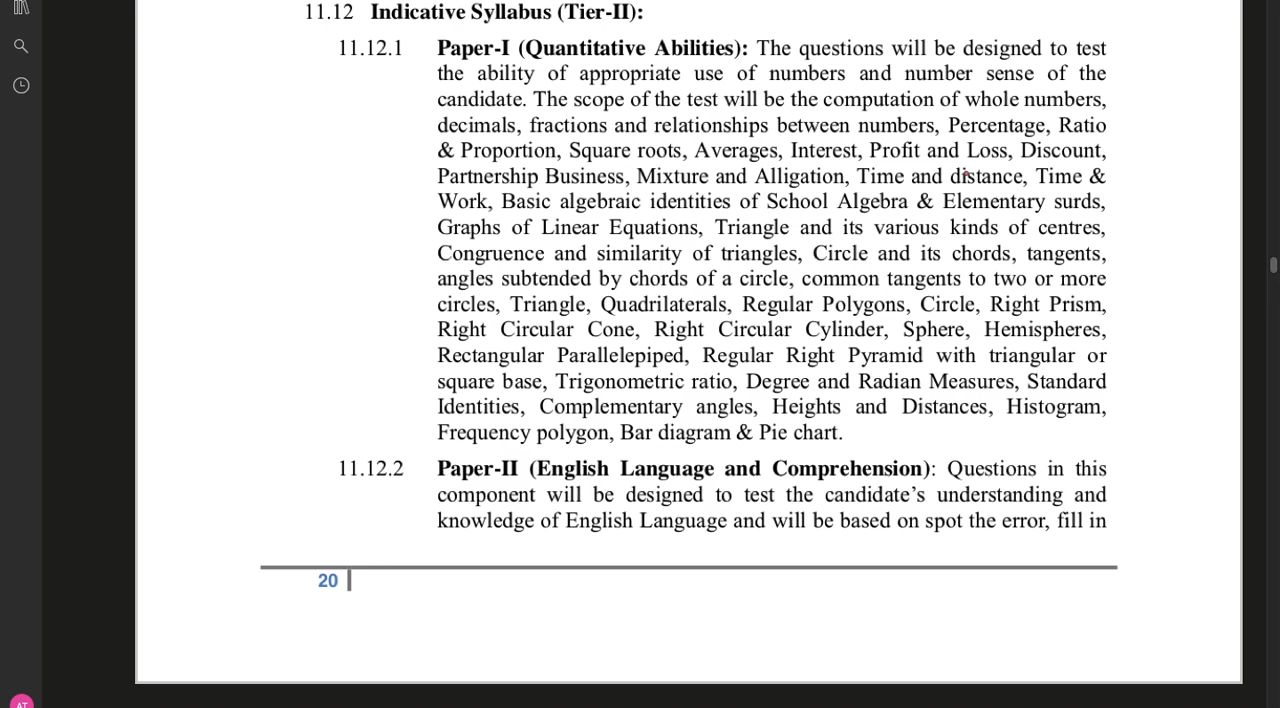 11.12 Indicative Syllabus (Tier-II):
11.12.1 Paper-I (Quantitative Abilities): The questions will be designed to test
the ability of appropriate use of numbers and number sense of the
candidate. The scope of the test will be the computation of whole numbers,
decimals, fractions and relationships between numbers, Percentage, Ratio
& Proportion, Square roots, Averages, Interest, Profit and Loss, Discount,
Partnership Business, Mixture and Alligation, Time and distance, Time &
Work, Basic algebraic identities of School Algebra & Elementary surds,
Graphs of Linear Equations, Triangle and its various kinds of centres,
Congruence and similarity of triangles, Circle and its chords, tangents,
angles subtended by chords of a circle, common tangents to two or more
circles, Triangle, Quadrilaterals, Regular Polygons, Circle, Right Prism,
Right Circular Cone, Right Circular Cylinder, Sphere, Hemispheres,
Rectangular Parallelepiped, Regular Right Pyramid with triangular or
square base, Trigonometric ratio, Degree and Radian Measures, Standard
Identities, Complementary angles, Heights and Distances, Histogram,
Frequency polygon, Bar diagram & Pie chart.
11.12.2 Paper-II (English Language and Comprehension): Questions in this
component will be designed to test the candidate’s understanding and
knowledge of English Language and will be based on spot the error, fill in
20
AT